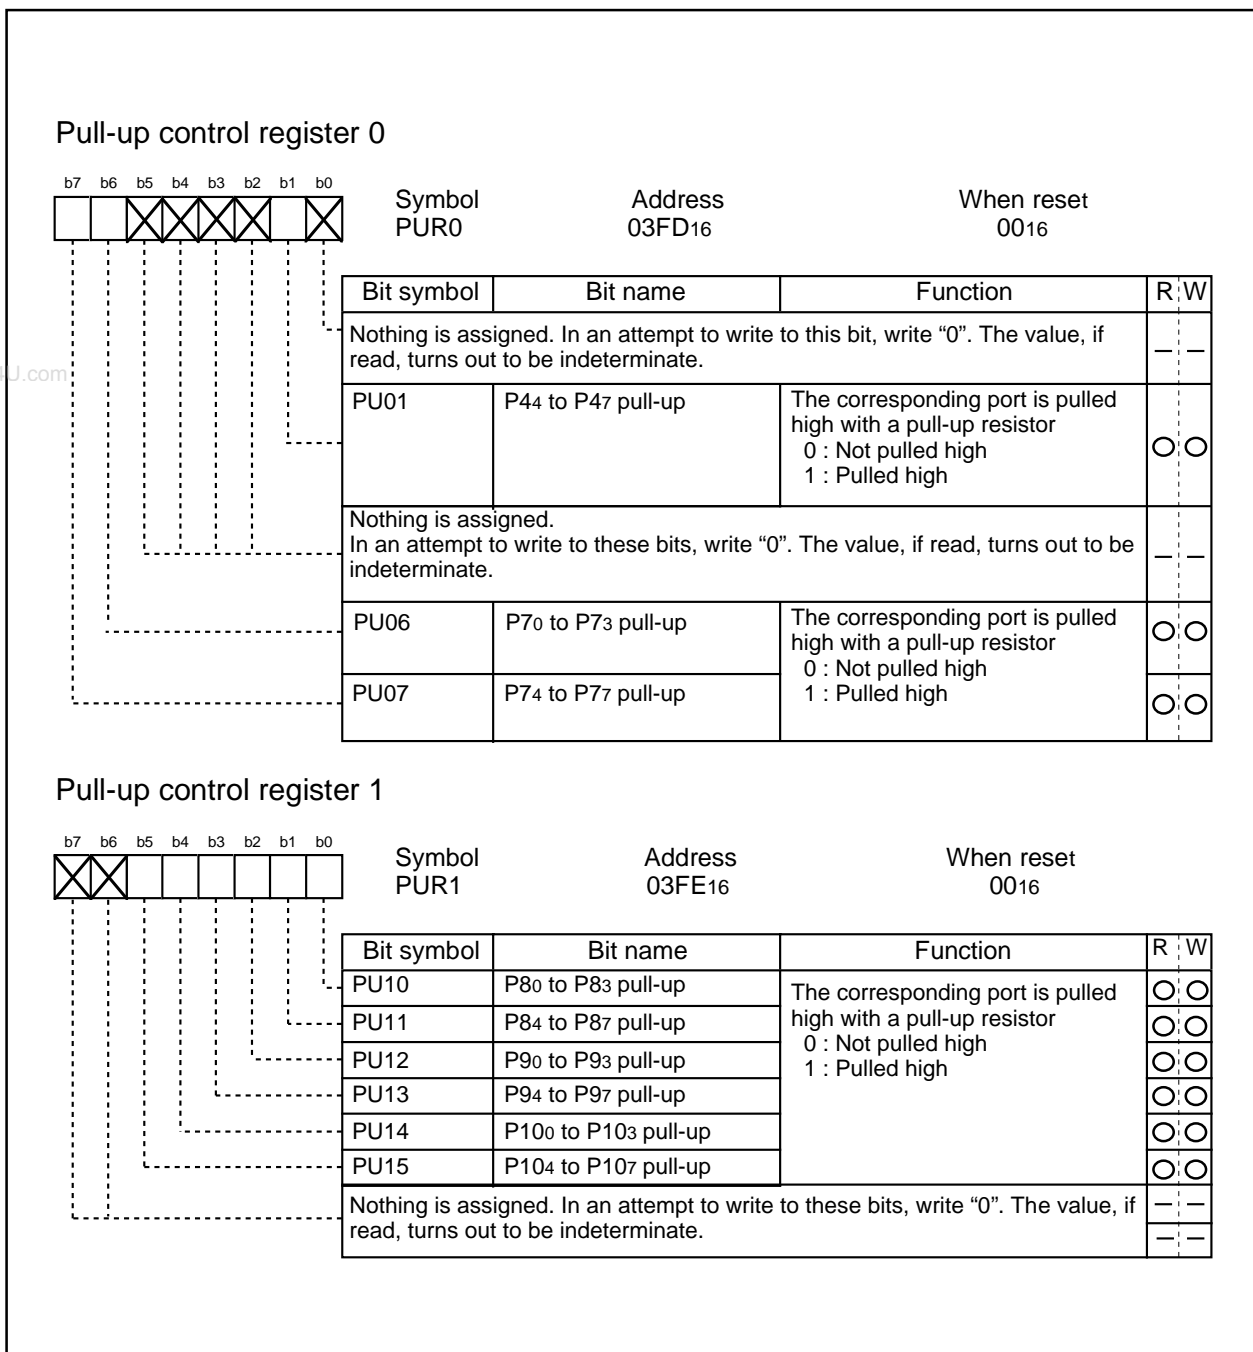 Pull-up control register 0
b7 b6 b5 b4 b3 b2 b1 b0
Symbol Address When reset
PUR0 03FD16 0016
Bit symbol Bit name Function R W
Nothing is assigned. In an attempt to write to this bit, write “0”. The value, if
read, turns out to be indeterminate.
— —
4U.com
PU01 P44 to P47 pull-up The corresponding port is pulled
high with a pull-up resistor
0 : Not pulled high
1 : Pulled high
Nothing is assigned.
In an attempt to write to these bits, write “0”. The value, if read, turns out to be
indeterminate.
— —
PU06 P70 to P73 pull-up The corresponding port is pulled
high with a pull-up resistor
0 : Not pulled high
PU07 P74 to P77 pull-up 1 : Pulled high
Pull-up control register 1
b7 b6 b5 b4 b3 b2 b1 b0
Symbol Address When reset
PUR1 03FE16 0016
Bit symbol Bit name Function R W
PU10 P80 to P83 pull-up The corresponding port is pulled
PU11 P84 to P87 pull-up high with a pull-up resistor
0 : Not pulled high
PU12 P90 to P93 pull-up 1 : Pulled high
PU13 P94 to P97 pull-up
PU14 P100 to P103 pull-up
PU15 P104 to P107 pull-up
Nothing is assigned. In an attempt to write to these bits, write “0”. The value, if — —
read, turns out to be indeterminate. — —